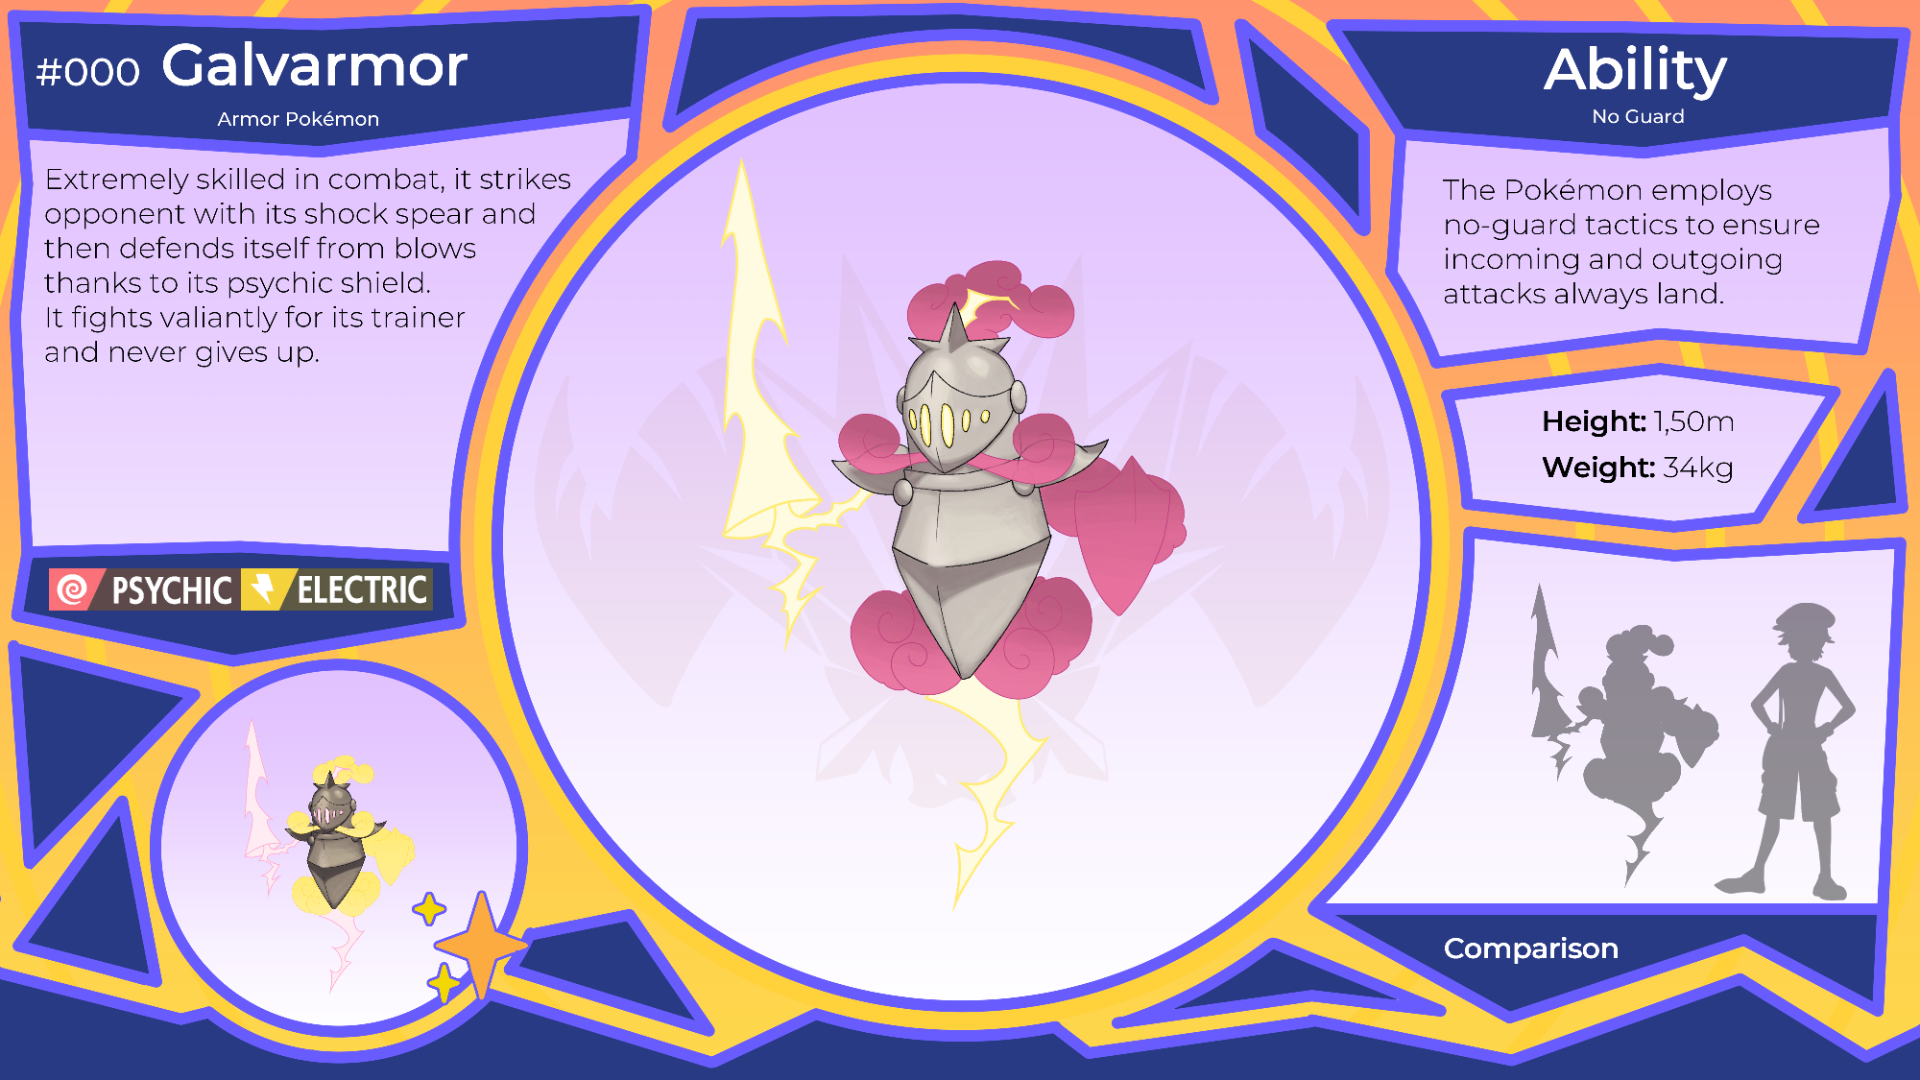 #000 Galvarmor
Armor Pokémon
Extremely skilled in combat, it strikes
opponent with its shock spear and
then defends itself from blows
thanks to its psychic shield.
It fights valiantly for its trainer
and never gives up.
PSYCHIC ELECTRIC
Ability
No Guard
The Pokémon employs
no-guard tactics to ensure
incoming and outgoing
attacks always land.
Height: 1,50m
Weight: 34kg
Comparison